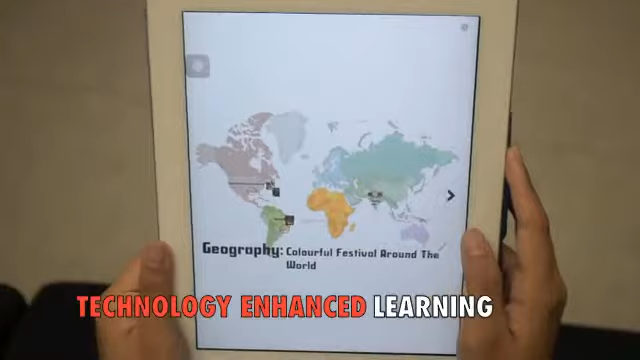 Geography: Colourful Festival Around The
World
TECHNOLOGY ENHANCED LEARNING